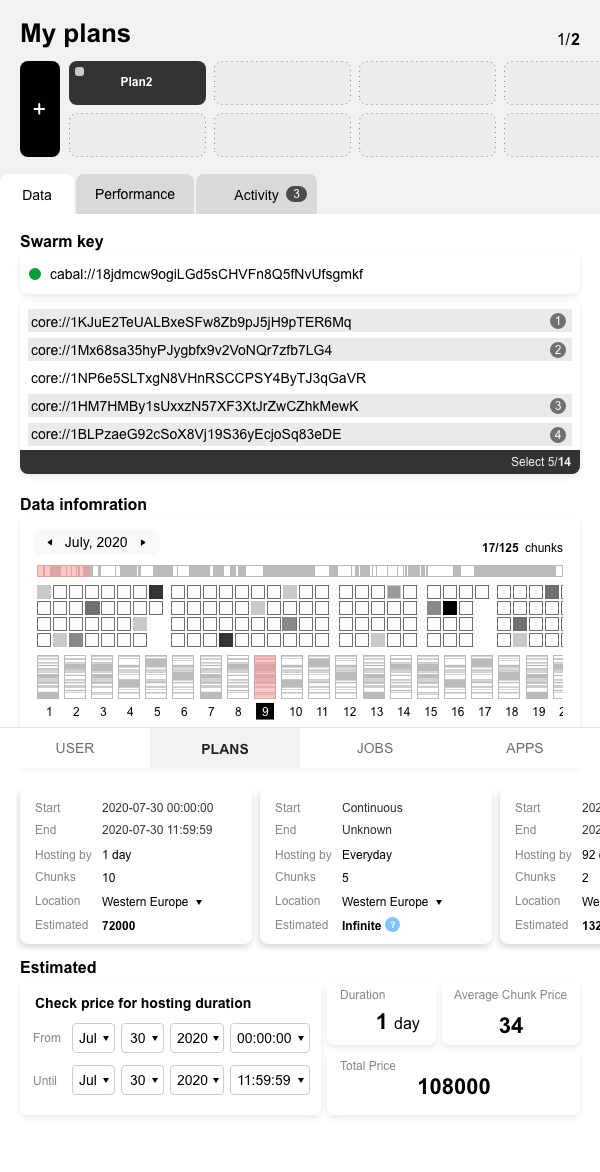 My plans
1/2
+
Plan2
Data
Performance
Activity 3
Swarm key
cabal://18jdmcw9ogiLGd5sCHVFn8Q5fNvUfsgmkf
core://1KJuE2TeUALBxeSFw8Zb9pJ5jH9pTER6Mq 1
core://1Mx68sa35hyPJygbfx9v2VoNQr7zfb7LG4 2
core://1NP6e5SLTxgN8VHnRSCCPSY4ByTJ3qGaVR
core://1HM7HMBy1sUxxzN57XF3XtJrZwCZhkMewK 3
core://1BLPzaeG92cSoX8Vj19S36yEcjoSq83eDE 4
Select 5/14
Data infomration
July, 2020
17/125 chunks
1 2 3 4 5 6 7 8 9 10 11 12 13 14 15 16 17 18 19 2
USER PLANS JOBS APPS
Start 2020-07-30 00:00:00
End 2020-07-30 11:59:59
Hosting by 1 day
Chunks 10
Location Western Europe
Estimated 72000
Start Continuous
End Unknown
Hosting by Everyday
Chunks 5
Location Western Europe
Estimated Infinite ?
Start 202
End 202
Hosting by 92
Chunks 2
Location We
Estimated 132
Estimated
Check price for hosting duration
From Jul 30 2020 00:00:00
Until Jul 30 2020 11:59:59
Duration
1 day
Average Chunk Price
34
Total Price
108000